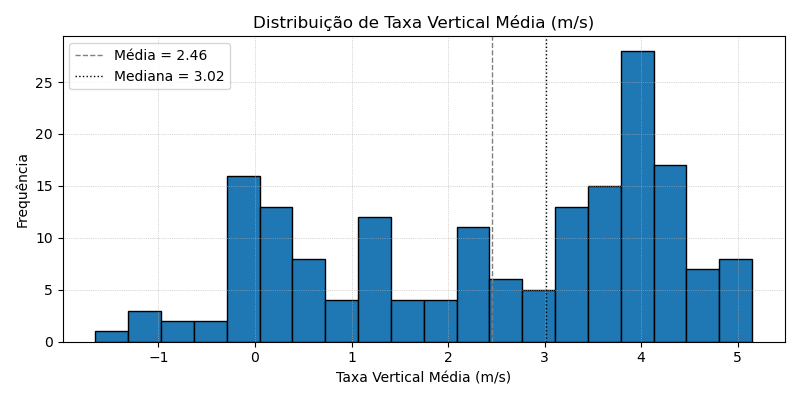 Distribuição de Taxa Vertical Média (m/s)
Média = 2.46
Mediana = 3.02
Frequência
25
20
15
10
5
0
−1
0
1
2
3
4
5
Taxa Vertical Média (m/s)